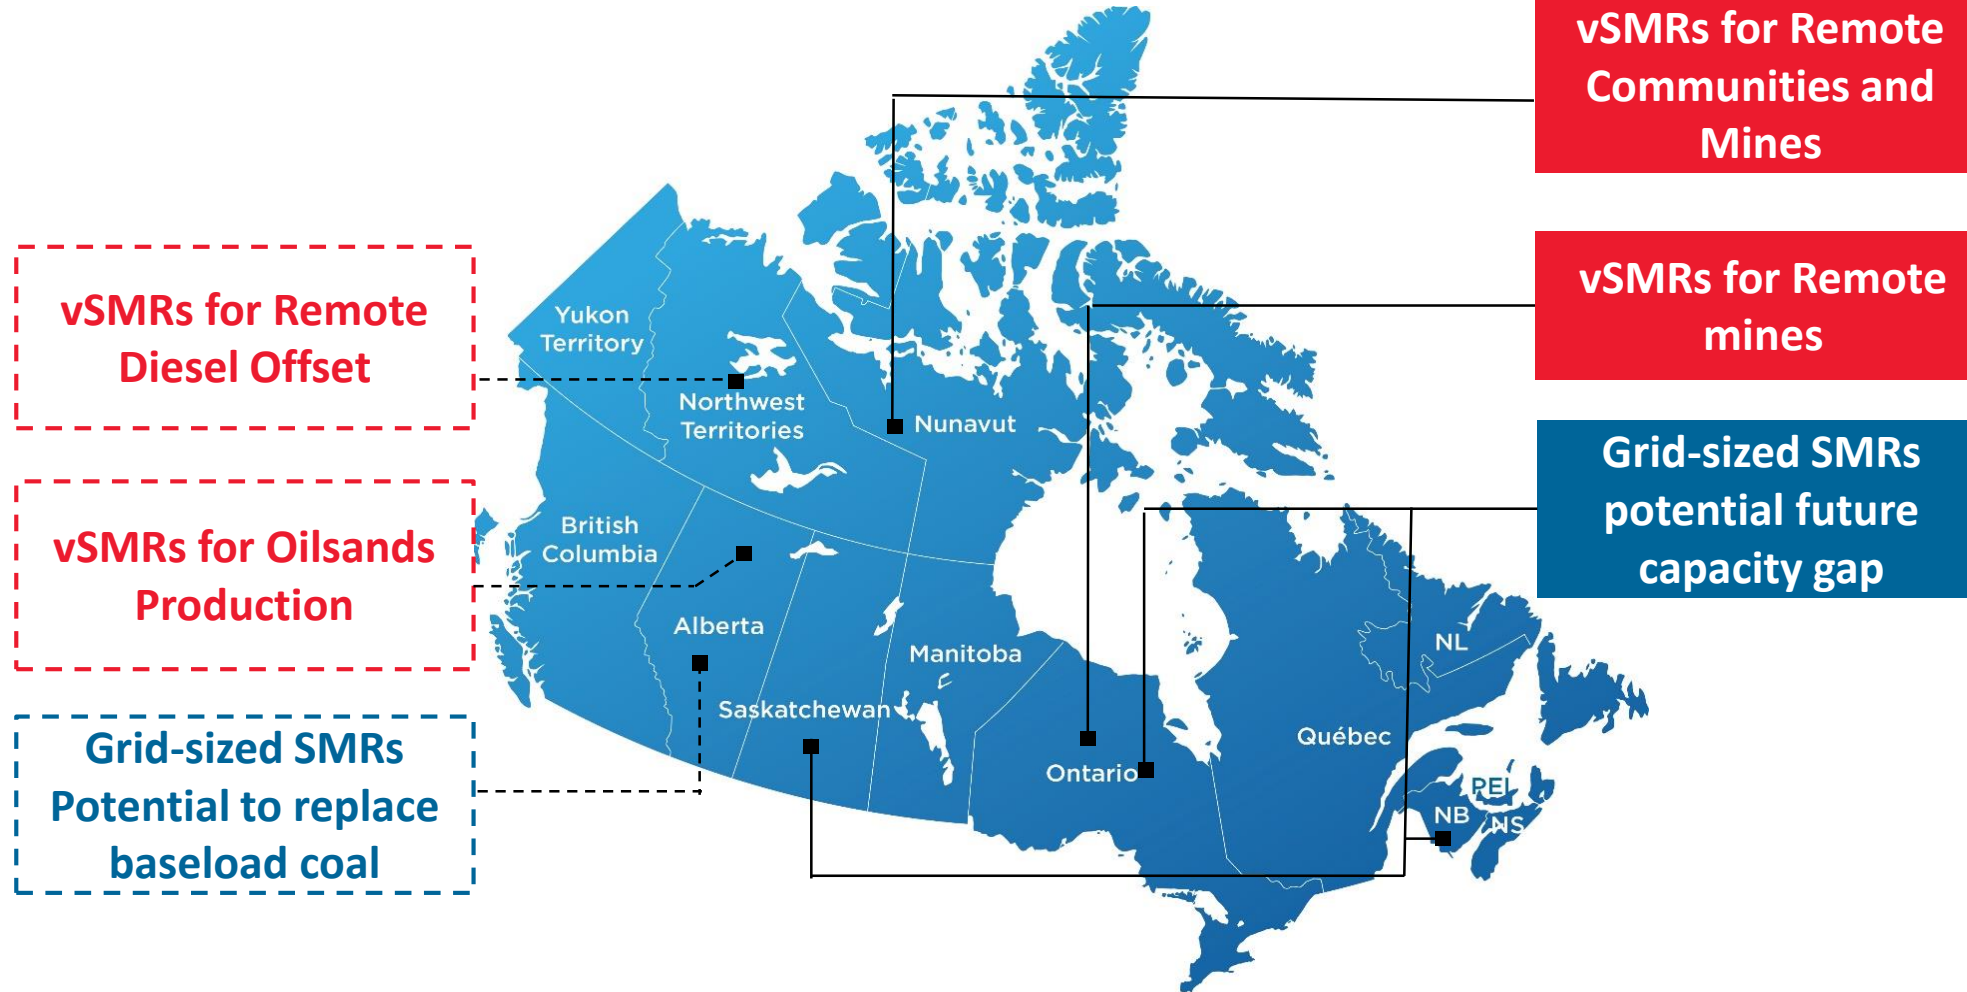 vSMRs for Remote
Communities and
Mines
vSMRs for Remote
mines
Grid-sized SMRs
potential future
capacity gap
vSMRs for Remote
Diesel Offset
vSMRs for Oilsands
Production
Grid-sized SMRs
Potential to replace
baseload coal
Yukon
Territory
Northwest
Territories
Nunavut
British
Columbia
Alberta
Saskatchewan
Manitoba
Ontario
Québec
NL
PEI
NB
NS